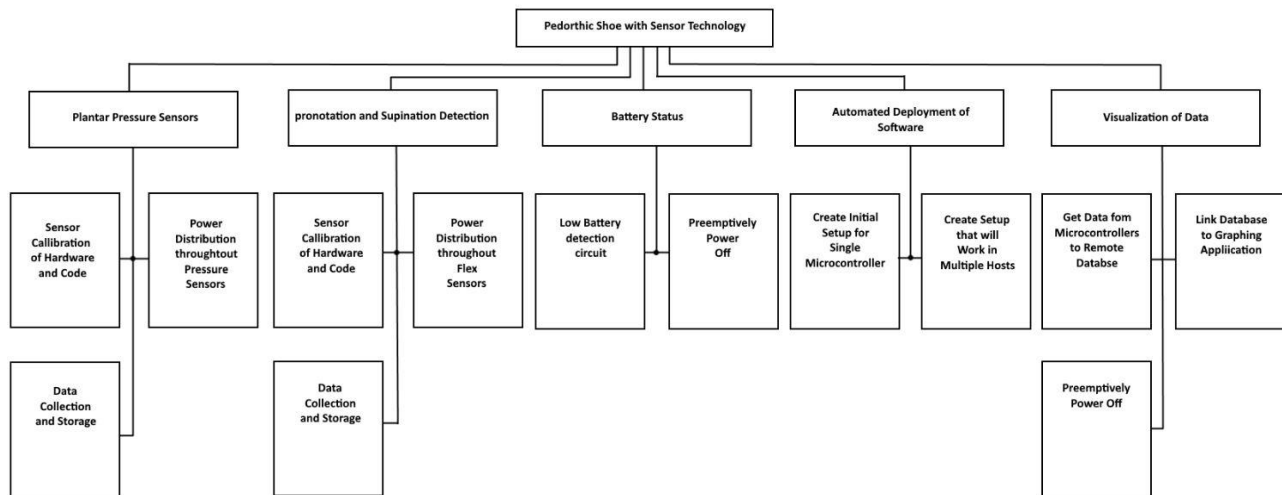 Pedorthic Shoe with Sensor Technology
Plantar Pressure Sensors
pronotation and Supination Detection
Battery Status
Automated Deployment of
Software
Visualization of Data
Sensor
Callibration
of Hardware
and Code
Power
Distribution
throughtout
Pressure
Sensors
Sensor
Callibration
of Hardware
and Code
Power
Distribution
throughout
Flex
Sensors
Low Battery
detection
circuit
Preemptively
Power
Off
Create Initial
Setup for
Single
Microcontroller
Create Setup
that will
Work in
Multiple Hosts
Get Data fom
Microcontrollers
to Remote
Databse
Link Database
to Graphing
Appliication
Data
Collection
and Storage
Data
Collection
and Storage
Preemptively
Power Off